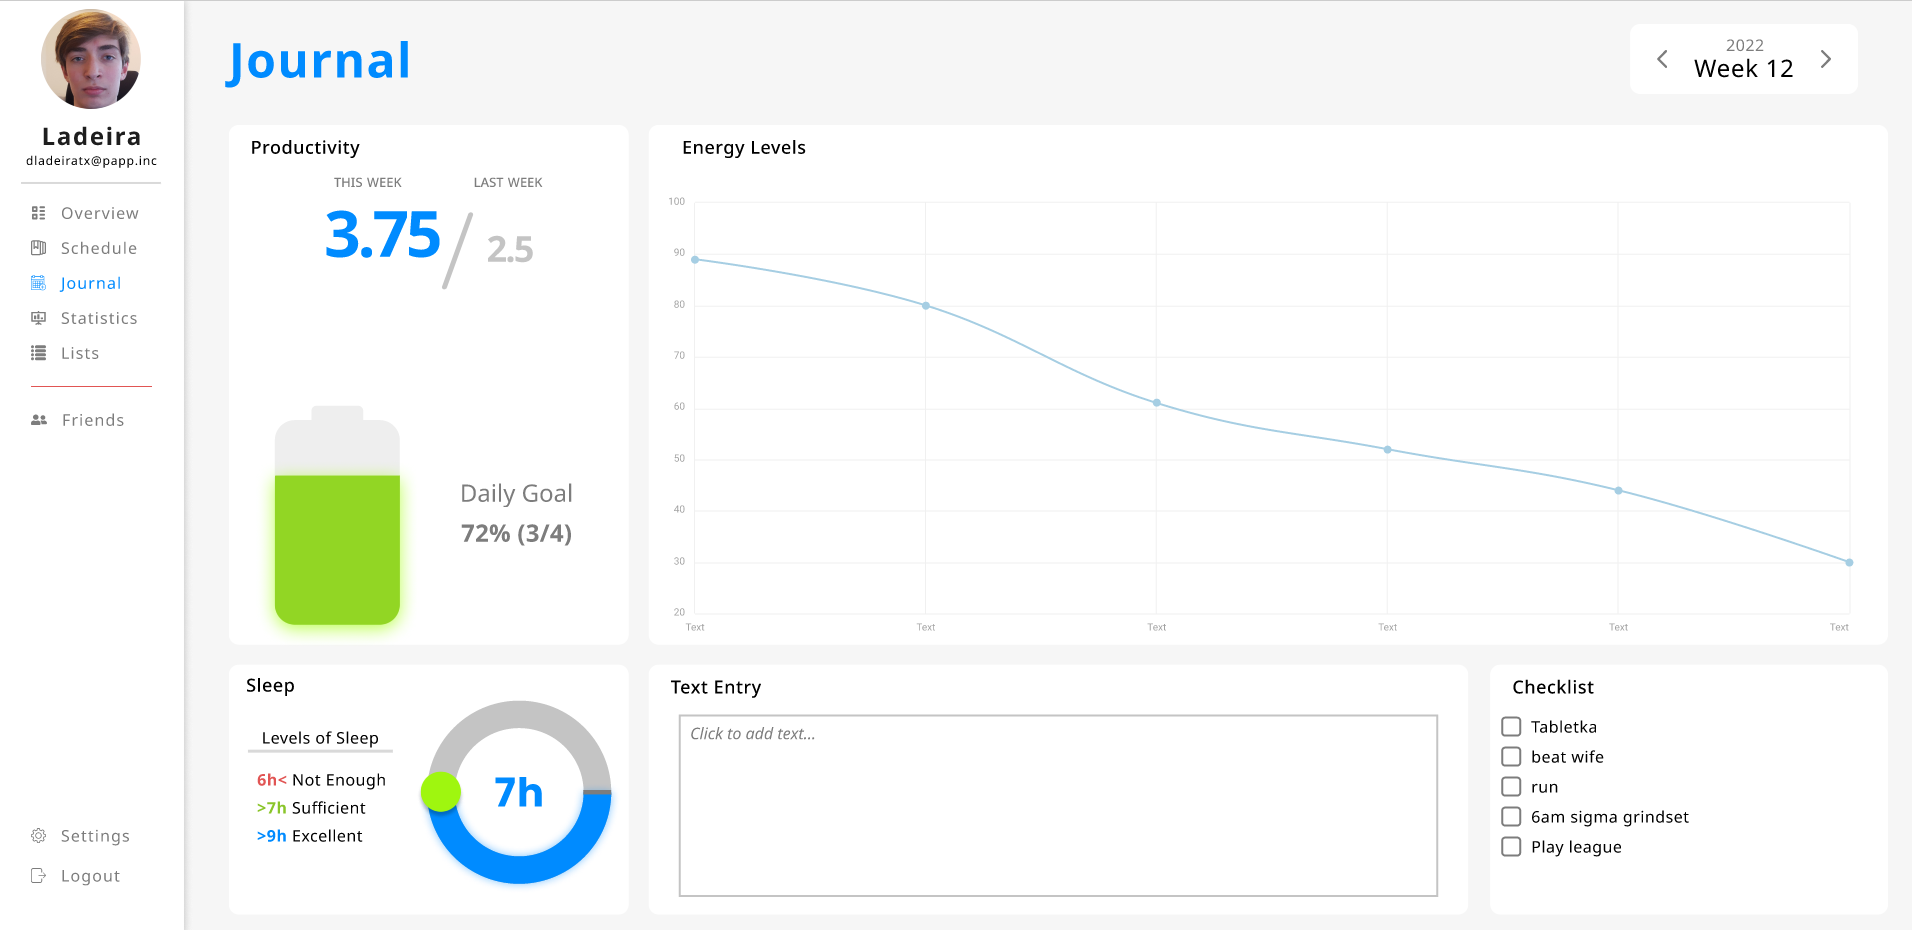 Ladeira
dladeiratx@papp.inc
Overview
Schedule
Journal
Statistics
Lists
Friends
Settings
Logout
Journal
2022
Week 12
Productivity
THIS WEEK LAST WEEK
3.75 / 2.5
Daily Goal
72% (3/4)
Energy Levels
100
90
80
70
60
50
40
30
20
Text Text Text Text Text Text
Sleep
Levels of Sleep
6h< Not Enough
>7h Sufficient
>9h Excellent
7h
Text Entry
Click to add text...
Checklist
Tabletka
beat wife
run
6am sigma grindset
Play league